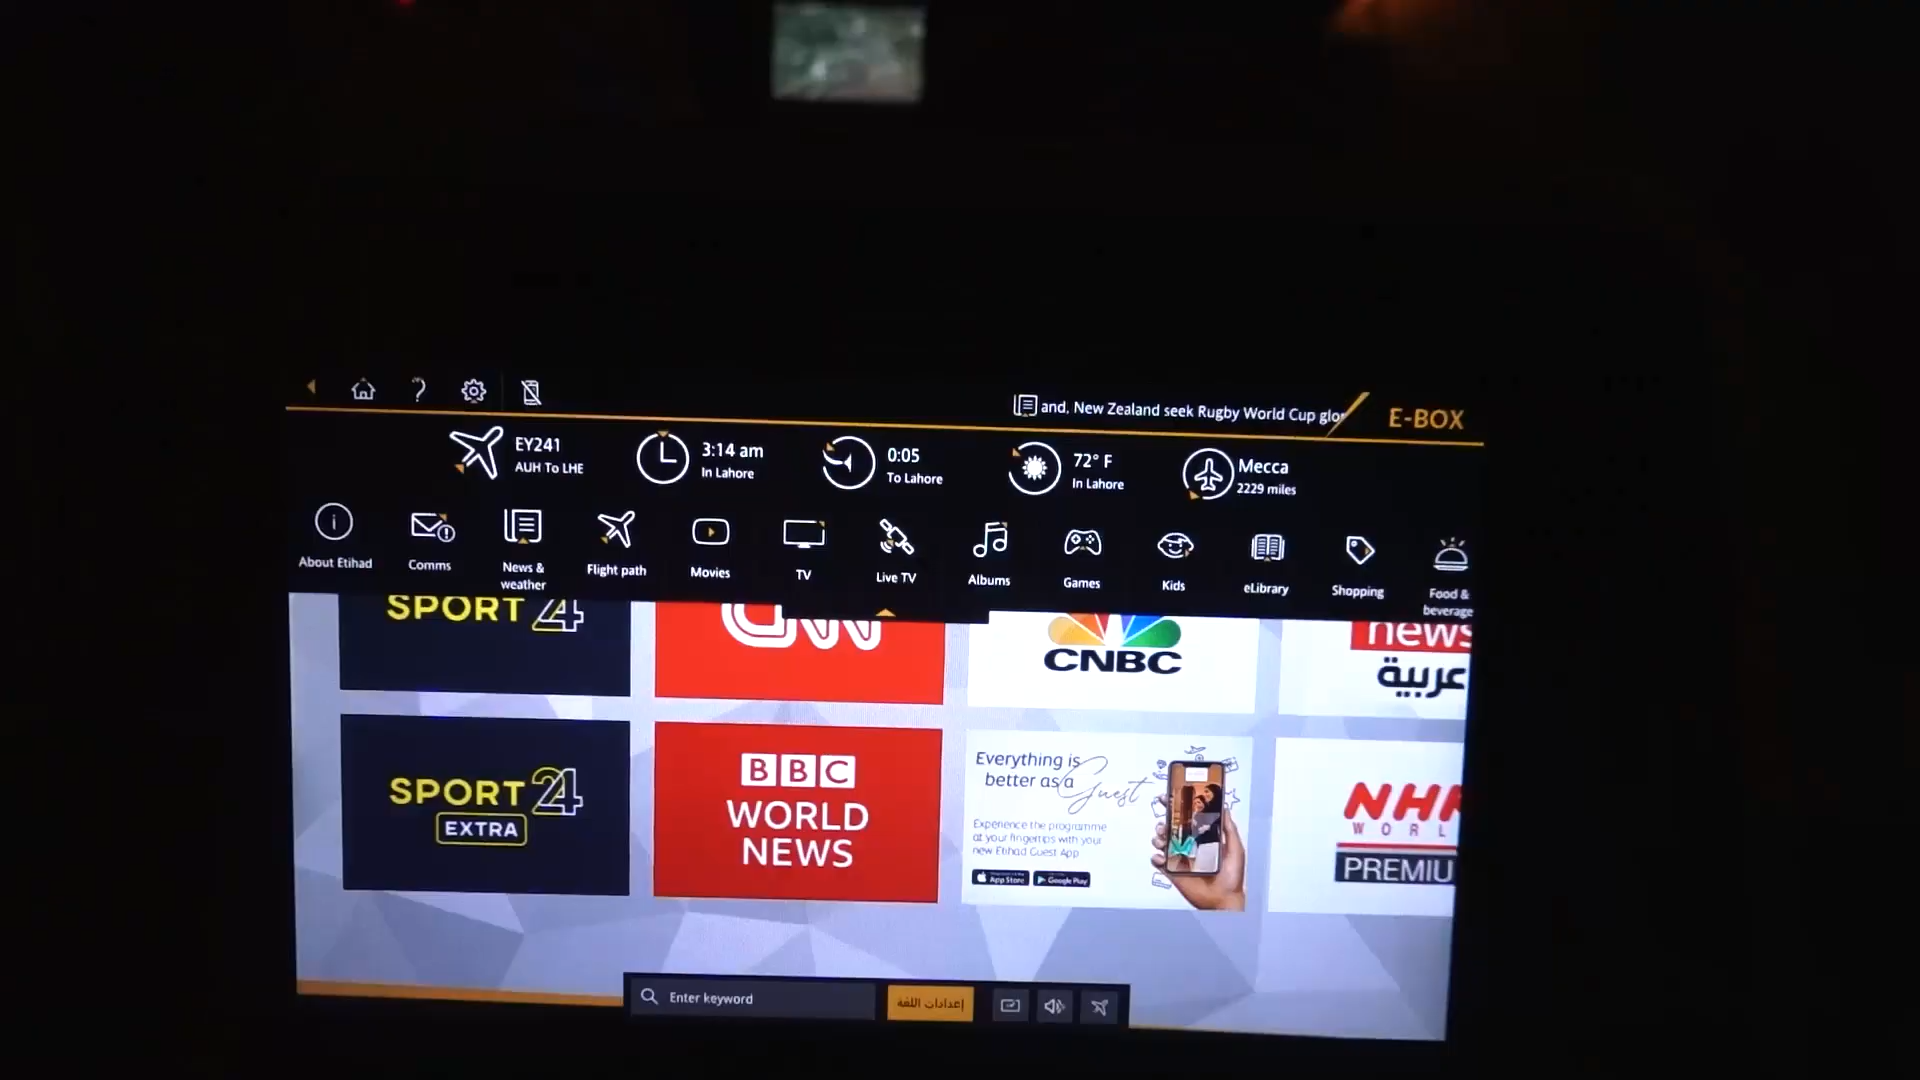 and, New Zealand seek Rugby World Cup glo
E-BOX
EY241
AUH To LHE
3:14 am
In Lahore
0:05
To Lahore
72° F
In Lahore
Mecca
2229 miles
About Etihad
Comms
News &
weather
Flight path
Movies
TV
Live TV
Albums
Games
Kids
eLibrary
Shopping
Food &
beverage
SPORT 24
CNN
CNBC
news
عربية
SPORT 24
EXTRA
BBC
WORLD
NEWS
Everything is
better as a
Guest
Experience the programme
at your fingertips with your
new Etihad Guest App
App Store
Google Play
NHK
WORL
PREMIU
Enter keyword
إعدادات اللغة